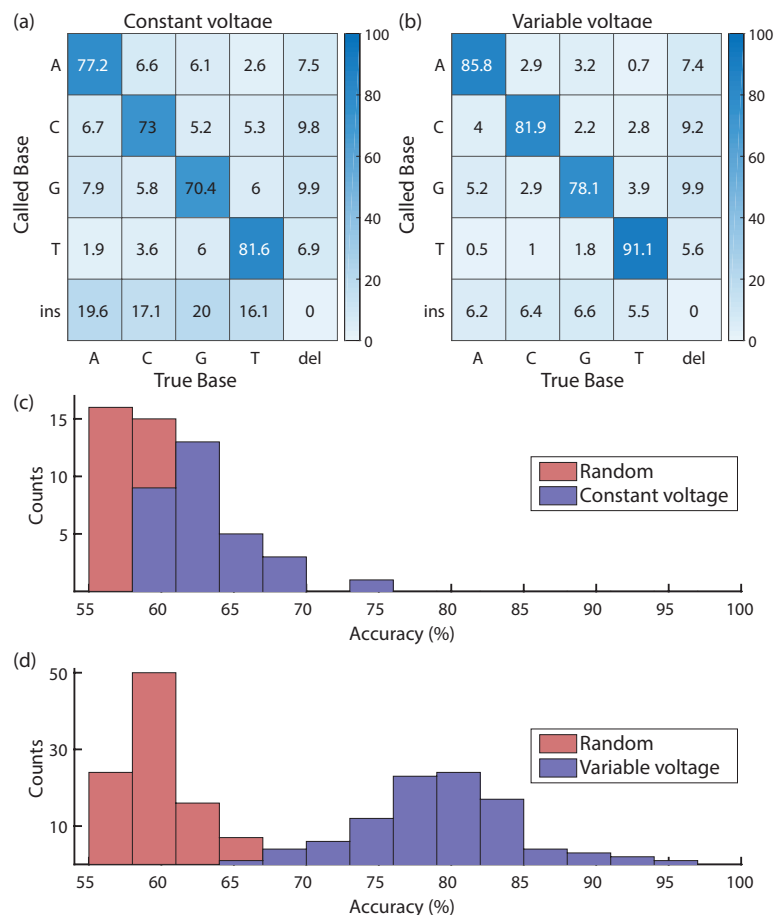 (a) Constant voltage
A 77.2 6.6 6.1 2.6 7.5
C 6.7 73 5.2 5.3 9.8
G 7.9 5.8 70.4 6 9.9
T 1.9 3.6 6 81.6 6.9
ins 19.6 17.1 20 16.1 0
A C G T del
True Base
Called Base
100
80
60
40
20
0
(b) Variable voltage
A 85.8 2.9 3.2 0.7 7.4
C 4 81.9 2.2 2.8 9.2
G 5.2 2.9 78.1 3.9 9.9
T 0.5 1 1.8 91.1 5.6
ins 6.2 6.4 6.6 5.5 0
A C G T del
True Base
100
80
60
40
20
0
(c)
15
10
5
Counts
Random
Constant voltage
55 60 65 70 75 80 85 90 95 100
Accuracy (%)
(d)
50
30
10
Counts
Random
Variable voltage
55 60 65 70 75 80 85 90 95 100
Accuracy (%)